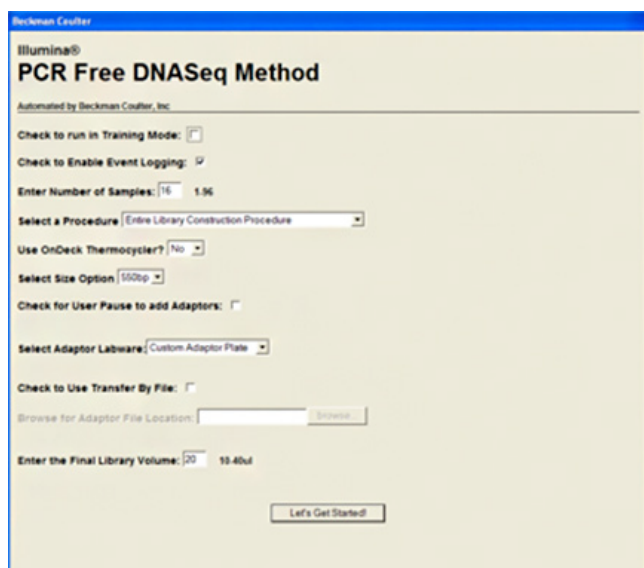 Beckman Coulter
Illumina®
PCR Free DNASeq Method
Automated by Beckman Coulter, Inc
Check to run in Training Mode:
Check to Enable Event Logging:
Enter Number of Samples: 16 1-96
Select a Procedure Entire Library Construction Procedure
Use OnDeck Thermocycler? No
Select Size Option 550bp
Check for User Pause to add Adaptors:
Select Adaptor Labware: Custom Adaptor Plate
Check to Use Transfer By File:
Browse for Adaptor File Location: browse...
Enter the Final Library Volume: 20 10-40ul
Let's Get Started!